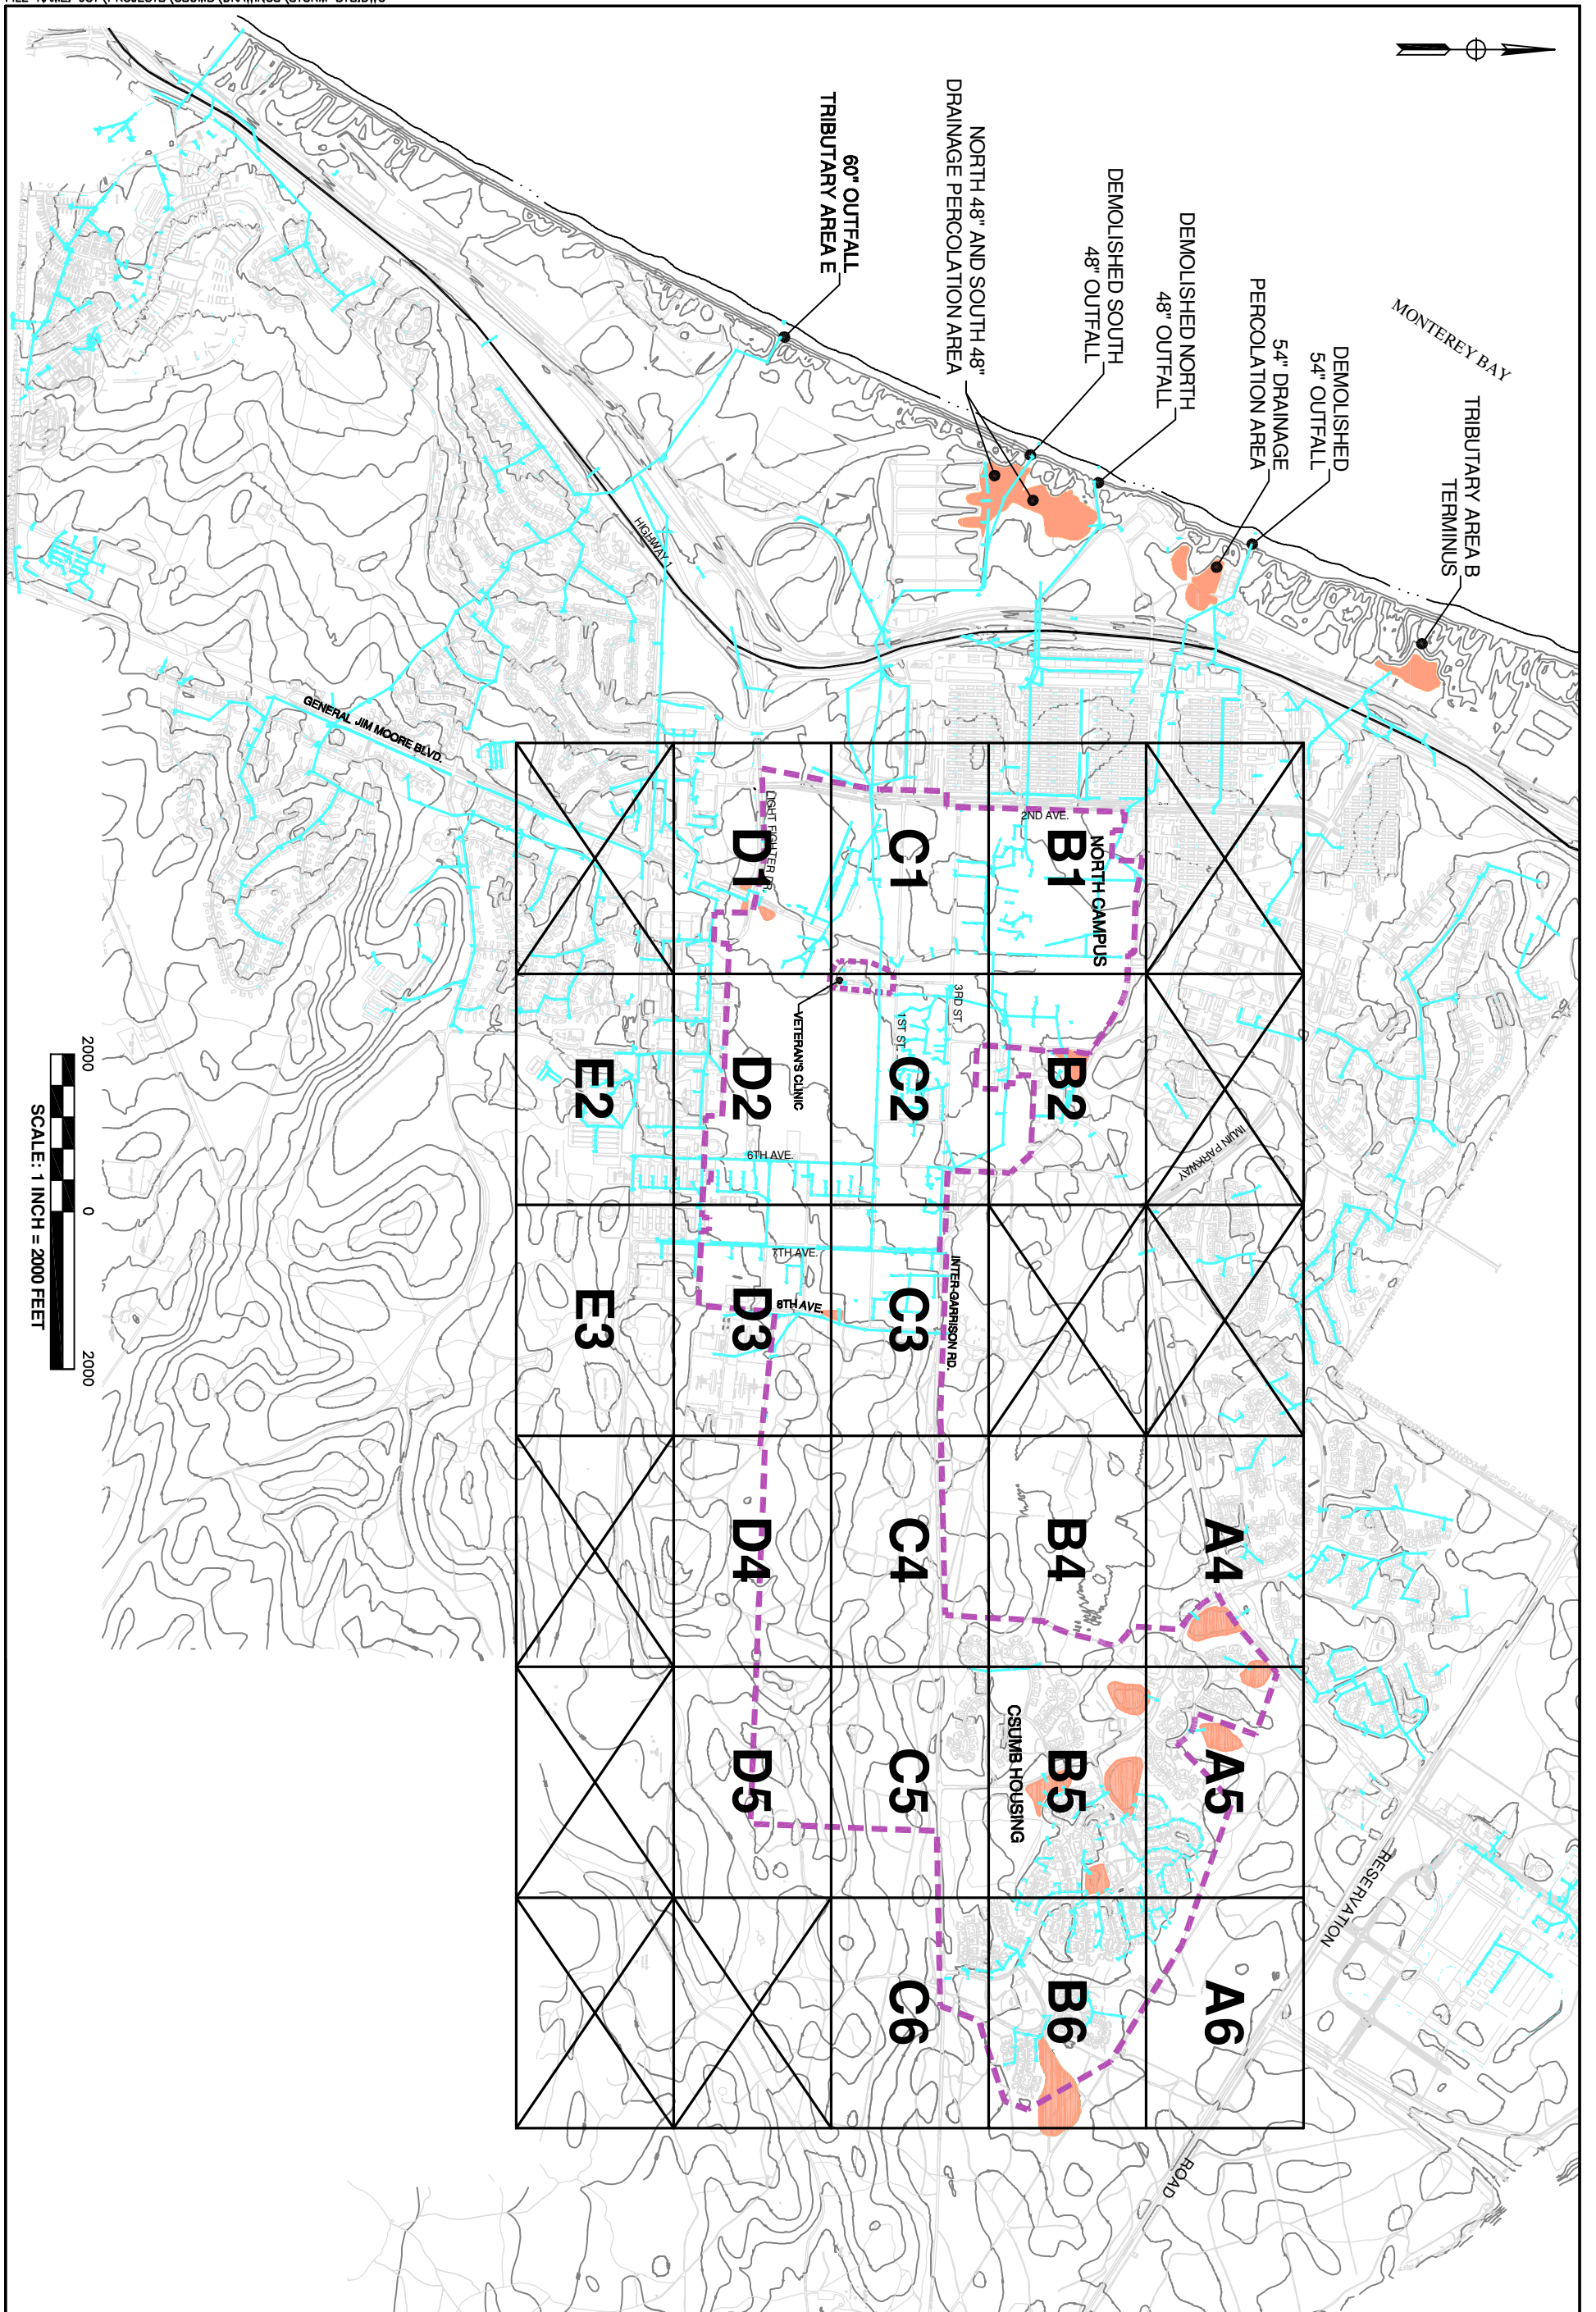 MONTEREY BAY
TRIBUTARY AREA B
TERMINUS
DEMOLISHED
54" OUTFALL
54" DRAINAGE
PERCOLATION AREA
DEMOLISHED NORTH
48" OUTFALL
DEMOLISHED SOUTH
48" OUTFALL
NORTH 48" AND SOUTH 48"
DRAINAGE PERCOLATION AREA
60" OUTFALL
TRIBUTARY AREA E
HIGHWAY 1
GENERAL JIM MOORE BLVD.
LIGHT FIGHTER DR.
2ND AVE.
NORTH CAMPUS
3RD ST.
1ST ST.
VETERAN'S CLINIC
IMJIN PARKWAY
6TH AVE.
7TH AVE.
8TH AVE.
INTER-GARRISON RD.
CSUMB HOUSING
RESERVATION
ROAD
A4
A5
A6
B1
B2
B4
B5
B6
C1
C2
C3
C4
C5
C6
D1
D2
D3
D4
D5
E2
E3
2000
0
2000
SCALE: 1 INCH = 2000 FEET